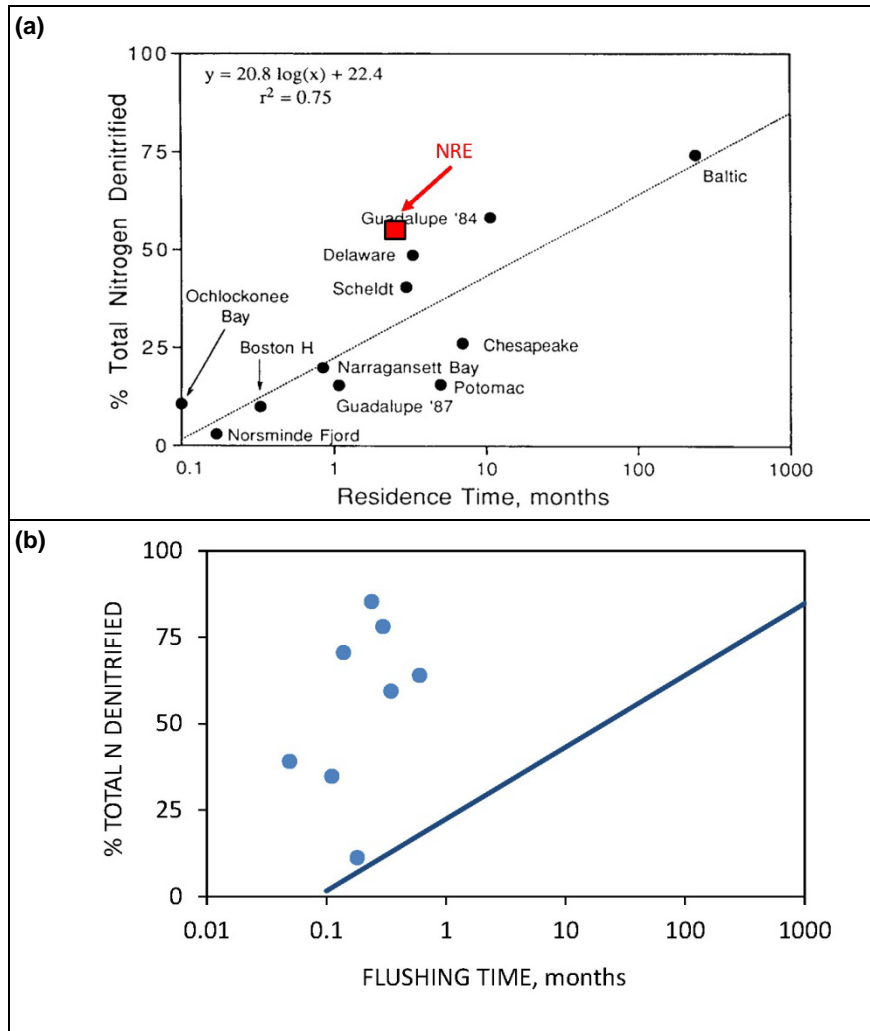 (a)
y = 20.8 log(x) + 22.4
r² = 0.75
% Total Nitrogen Denitrified
100
75
50
25
0
NRE
Guadalupe '84
Baltic
Delaware
Scheldt
Ochlockonee
Bay
Boston H
Chesapeake
Narragansett Bay
Potomac
Guadalupe '87
Norsminde Fjord
0.1 1 10 100 1000
Residence Time, months
(b)
% TOTAL N DENITRIFIED
100
75
50
25
0
0.01 0.1 1 10 100 1000
FLUSHING TIME, months